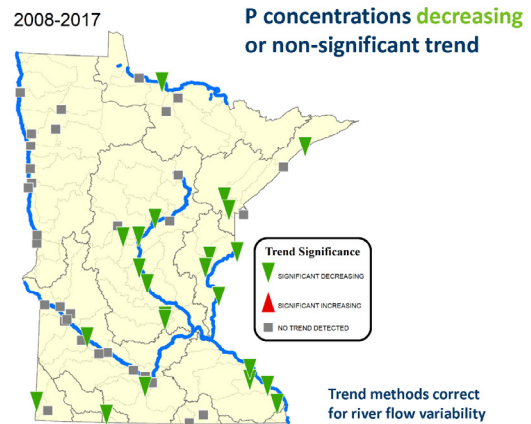 2008-2017
P concentrations decreasing
or non-significant trend
Trend Significance
SIGNIFICANT DECREASING
SIGNIFICANT INCREASING
NO TREND DETECTED
Trend methods correct
for river flow variability